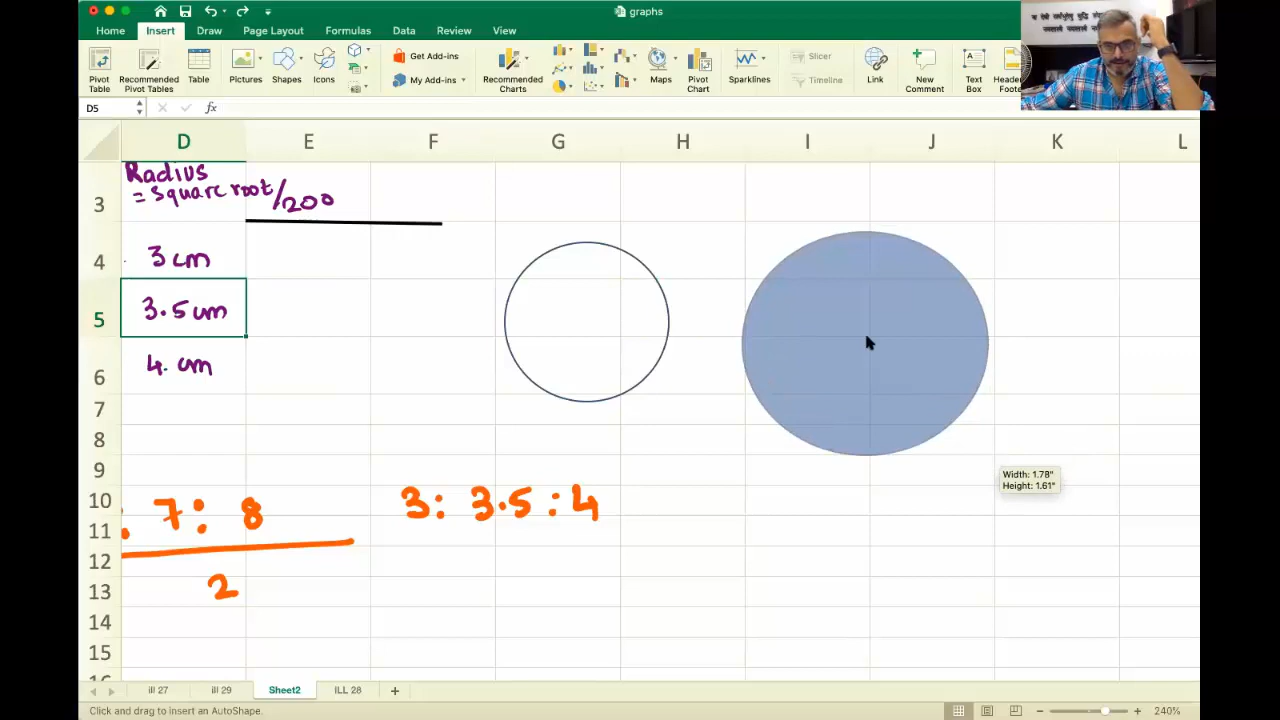 graphs
Home Insert Draw Page Layout Formulas Data Review View
Get Add-ins
My Add-ins
Pivot Table
Recommended Pivot Tables
Table
Pictures
Shapes
Icons
Recommended Charts
Maps
Pivot Chart
Sparklines
Slicer
Timeline
Link
New Comment
Text Box
D5
fx
D E F G H I J K L
Radius
= square root/200
3
4 3 cm
5 3.5 cm
6 4. cm
7
8
9
Width: 1.78"
Height: 1.61"
10
: 7: 8 3: 3.5 : 4
11
12
13 2
14
15
ill 27 ill 29 Sheet2 ILL 28 +
Click and drag to insert an AutoShape.
240%